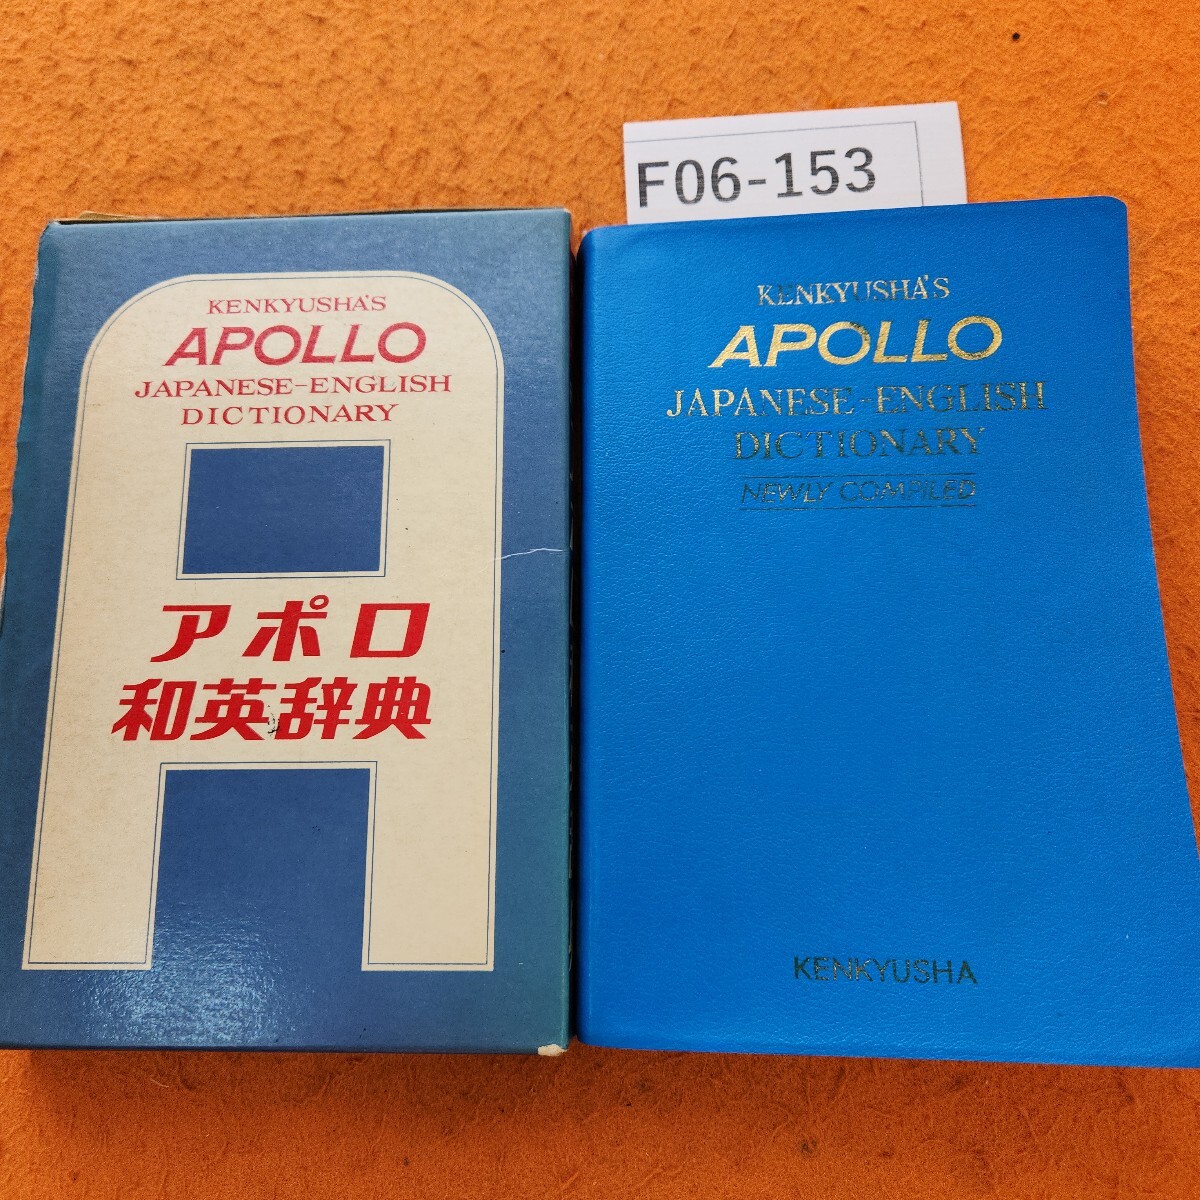 F06-153
KENKYUSHA'S
APOLLO
JAPANESE-ENGLISH
DICTIONARY
アポロ
和英辞典
KENKYUSHA'S
APOLLO
JAPANESE-ENGLISH
DICTIONARY
NEWLY COMPILED
KENKYUSHA